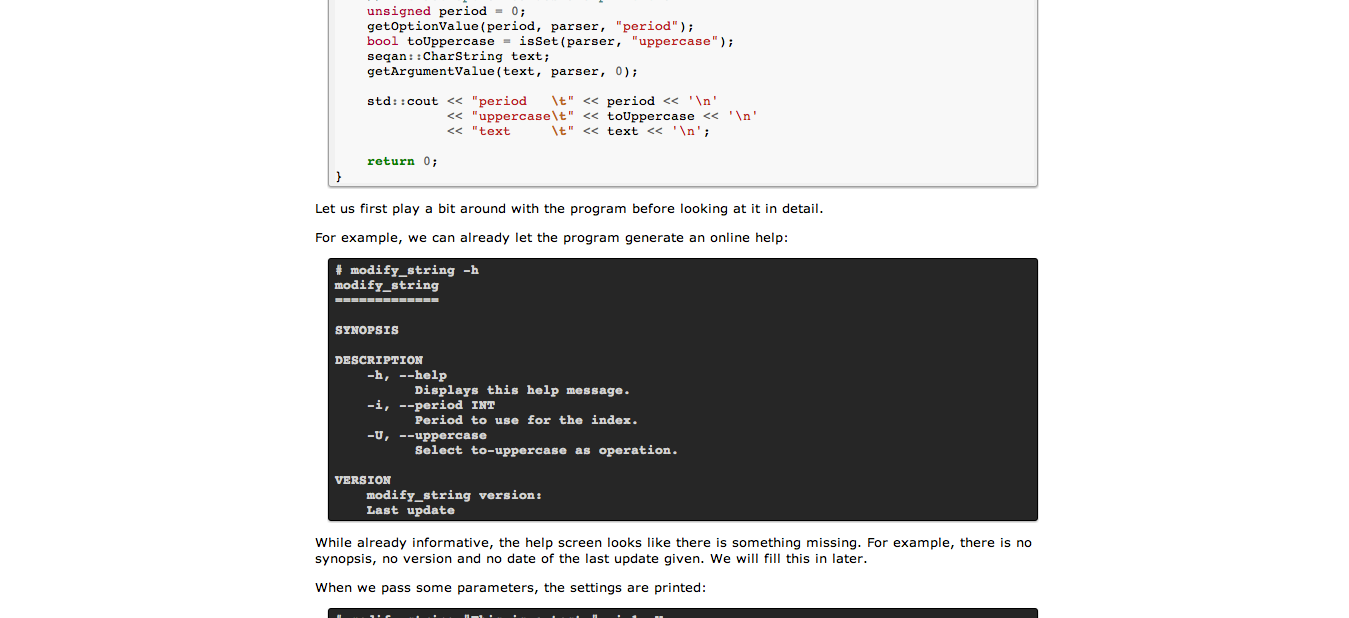 unsigned period = 0;
getOptionValue(period, parser, "period");
bool toUppercase = isSet(parser, "uppercase");
seqan::CharString text;
getArgumentValue(text, parser, 0);
std::cout << "period   \t" << period << '\n'
<< "uppercase\t" << toUppercase << '\n'
<< "text     \t" << text << '\n';
return 0;
}
Let us first play a bit around with the program before looking at it in detail.
For example, we can already let the program generate an online help:
# modify_string -h
modify_string
=============
SYNOPSIS
DESCRIPTION
-h, --help
Displays this help message.
-i, --period INT
Period to use for the index.
-U, --uppercase
Select to-uppercase as operation.
VERSION
modify_string version:
Last update
While already informative, the help screen looks like there is something missing. For example, there is no
synopsis, no version and no date of the last update given. We will fill this in later.
When we pass some parameters, the settings are printed: